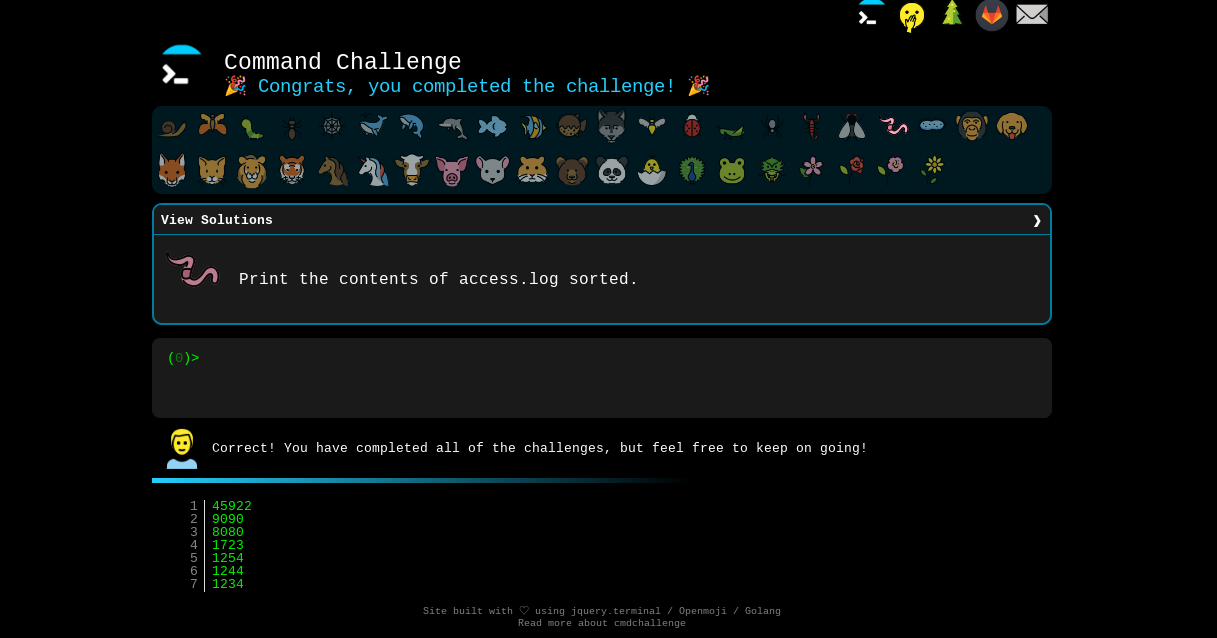 Command Challenge
🎉 Congrats, you completed the challenge! 🎉
View Solutions ❯
Print the contents of access.log sorted.
(0)>
Correct! You have completed all of the challenges, but feel free to keep on going!
1 45922
2 9090
3 8080
4 1723
5 1254
6 1244
7 1234
Site built with ♡ using jquery.terminal / Openmoji / Golang
Read more about cmdchallenge